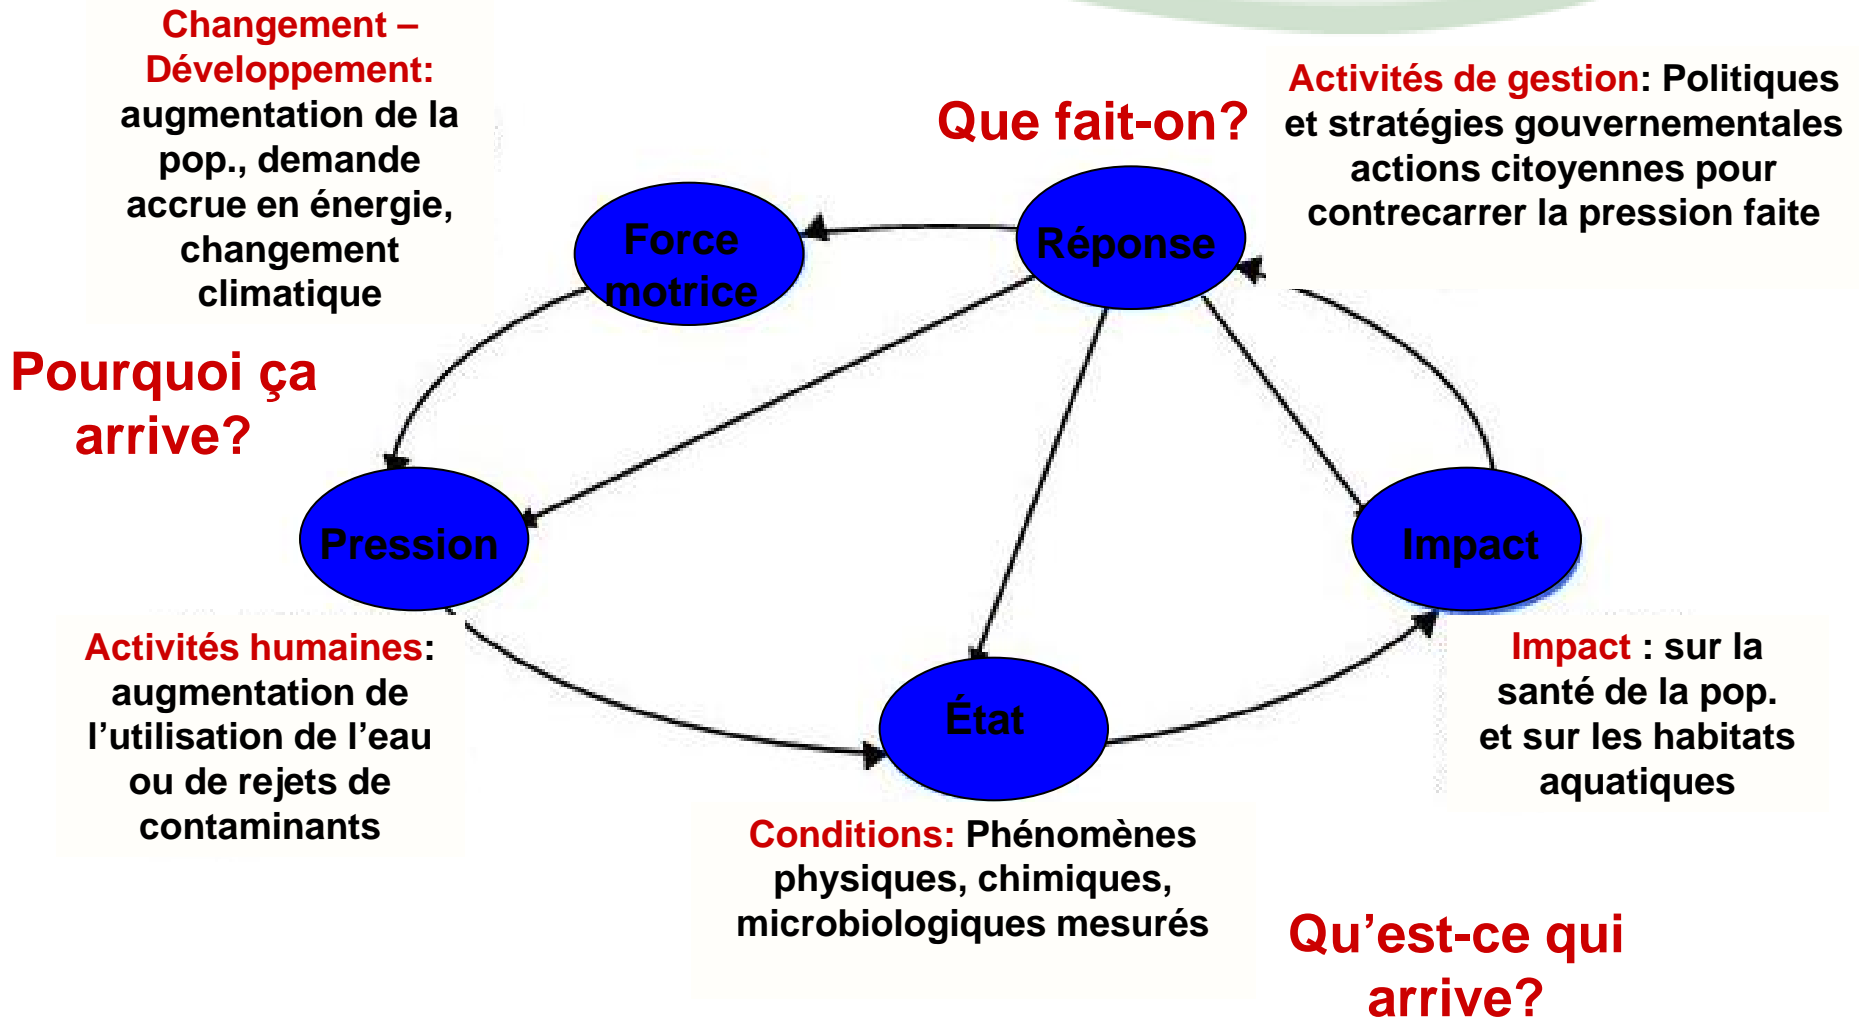 Changement –
Développement:
augmentation de la
pop., demande
accrue en énergie,
changement
climatique
Que fait-on?
Activités de gestion: Politiques
et stratégies gouvernementales
actions citoyennes pour
contrecarrer la pression faite
Force
motrice
Réponse
Pourquoi ça
arrive?
Pression
Impact
Activités humaines:
augmentation de
l’utilisation de l’eau
ou de rejets de
contaminants
État
Impact : sur la
santé de la pop.
et sur les habitats
aquatiques
Conditions: Phénomènes
physiques, chimiques,
microbiologiques mesurés
Qu’est-ce qui
arrive?